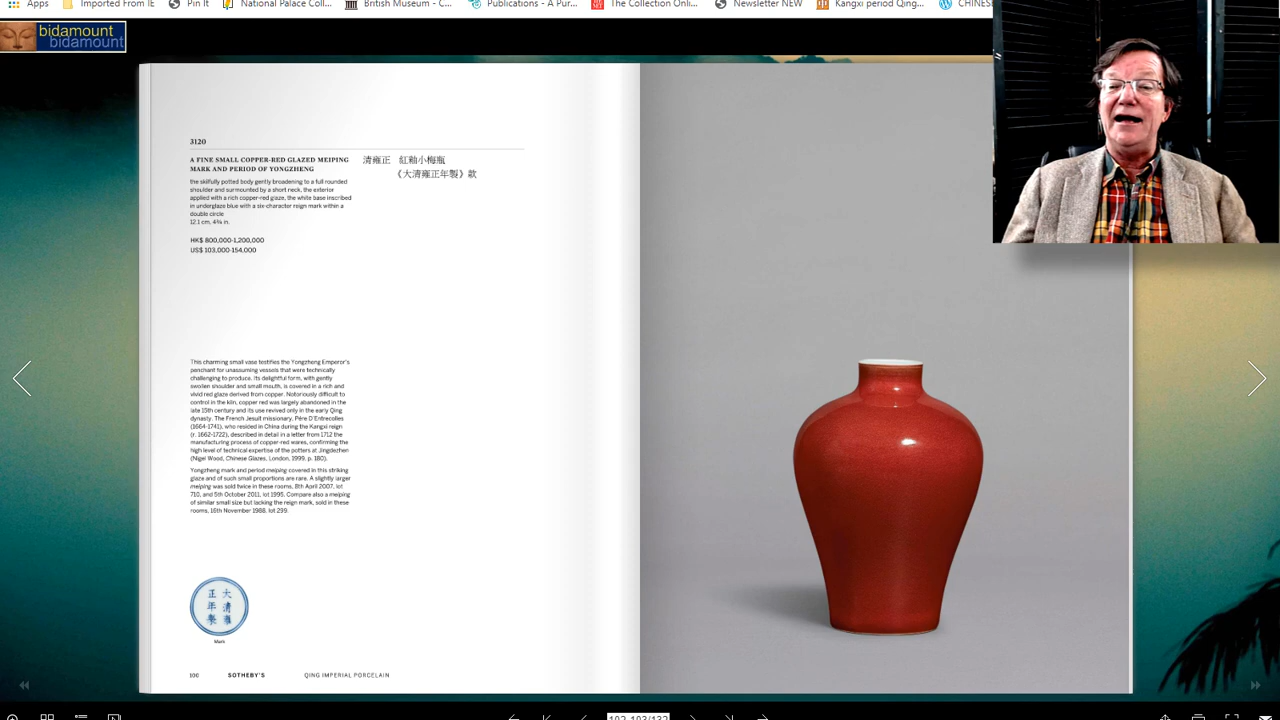 Apps
Imported From IE
Pin It
National Palace Coll...
British Museum - C...
Publications - A Pur...
The Collection Onli...
Newsletter NEW
Kangxi period Qing...
CHINES
bidamount
bidamount
3120
A FINE SMALL COPPER-RED GLAZED MEIPING
MARK AND PERIOD OF YONGZHENG
the skilfully potted body gently broadening to a full rounded
shoulder and surmounted by a short neck, the exterior
applied with a rich copper-red glaze, the white base inscribed
in underglaze blue with a six-character reign mark within a
double circle
12.1 cm, 4¾ in.
HK$ 800,000-1,200,000
US$ 103,000-154,000
清雍正 紅釉小梅瓶
《大清雍正年製》款
This charming small vase testifies the Yongzheng Emperor's
penchant for unassuming vessels that were technically
challenging to produce. Its delightful form, with gently
swollen shoulder and small mouth, is covered in a rich and
vivid red glaze derived from copper. Notoriously difficult to
control in the kiln, copper red was largely abandoned in the
late 15th century and its use revived only in the early Qing
dynasty. The French Jesuit missionary, Père D'Entrecolles
(1664-1741), who resided in China during the Kangxi reign
(r. 1662-1722), described in detail in a letter from 1712 the
manufacturing process of copper-red wares, confirming the
high level of technical expertise of the potters at Jingdezhen
(Nigel Wood, Chinese Glazes, London, 1999, p. 180).
Yongzheng mark and period meiping covered in this striking
glaze and of such small proportions are rare. A slightly larger
meiping was sold twice in these rooms, 8th April 2007, lot
710, and 5th October 2011, lot 1995. Compare also a meiping
of similar small size but lacking the reign mark, sold in these
rooms, 16th November 1988, lot 299.
大清雍
正年製
Mark
100 SOTHEBY'S QING IMPERIAL PORCELAIN
102-103/132